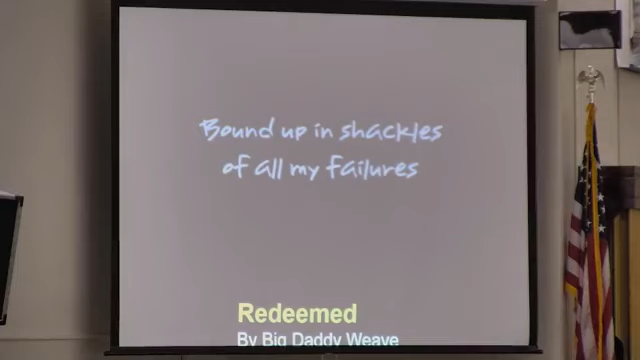 Bound up in shackles
of all my failures
Redeemed
By Big Daddy Weave